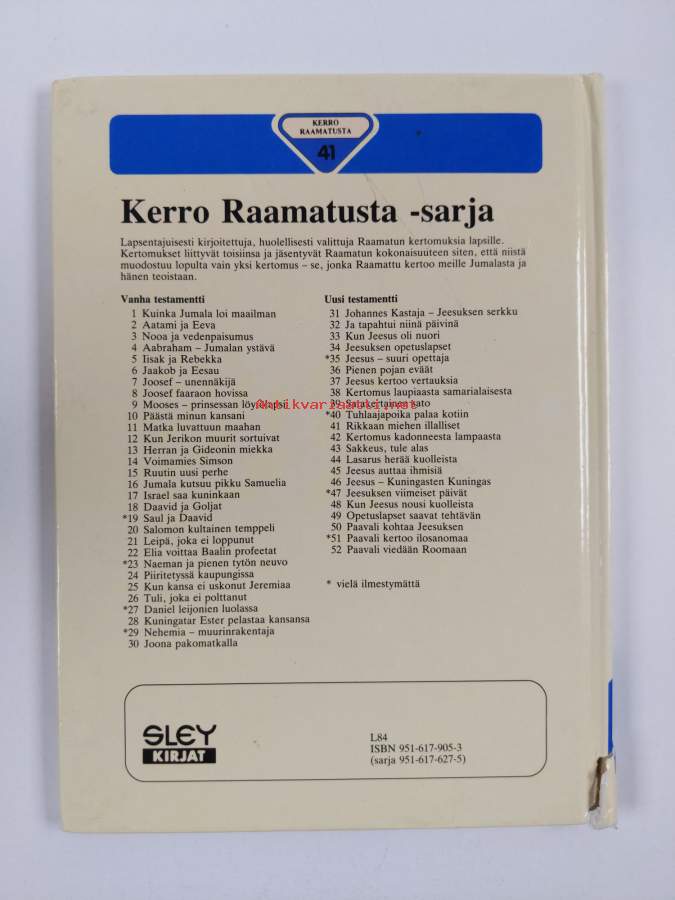 KERRO
RAAMATUSTA
41
Kerro Raamatusta -sarja
Lapsentajuisesti kirjoitettuja, huolellisesti valittuja Raamatun kertomuksia lapsille.
Kertomukset liittyvät toisiinsa ja jäsentyvät Raamatun kokonaisuuteen siten, että niistä
muodostuu lopulta vain yksi kertomus – se, jonka Raamattu kertoo meille Jumalasta ja
hänen teoistaan.
Vanha testamentti
1 Kuinka Jumala loi maailman
2 Aatami ja Eeva
3 Nooa ja vedenpaisumus
4 Aabraham – Jumalan ystävä
5 Iisak ja Rebekka
6 Jaakob ja Eesau
7 Joosef – unennäkijä
8 Joosef faaraon hovissa
9 Mooses – prinsessan löytölapsi
10 Päästä minun kansani
11 Matka luvattuun maahan
12 Kun Jerikon muurit sortuivat
13 Herran ja Gideonin miekka
14 Voimamies Simson
15 Ruutin uusi perhe
16 Jumala kutsuu pikku Samuelia
17 Israel saa kuninkaan
18 Daavid ja Goljat
*19 Saul ja Daavid
20 Salomon kultainen temppeli
21 Leipä, joka ei loppunut
22 Elia voittaa Baalin profeetat
*23 Naeman ja pienen tytön neuvo
24 Piiritetyssä kaupungissa
25 Kun kansa ei uskonut Jeremiaa
26 Tuli, joka ei polttanut
*27 Daniel leijonien luolassa
28 Kuningatar Ester pelastaa kansansa
*29 Nehemia – muurinrakentaja
30 Joona pakomatkalla
Uusi testamentti
31 Johannes Kastaja – Jeesuksen serkku
32 Ja tapahtui niinä päivinä
33 Kun Jeesus oli nuori
34 Jeesuksen opetuslapset
*35 Jeesus – suuri opettaja
36 Pienen pojan eväät
37 Jeesus kertoo vertauksia
38 Kertomus laupiaasta samarialaisesta
39 Satakertainen sato
*40 Tuhlaajapoika palaa kotiin
41 Rikkaan miehen illalliset
42 Kertomus kadonneesta lampaasta
43 Sakkeus, tule alas
44 Lasarus herää kuolleista
45 Jeesus auttaa ihmisiä
46 Jeesus – Kuningasten Kuningas
*47 Jeesuksen viimeiset päivät
48 Kun Jeesus nousi kuolleista
49 Opetuslapset saavat tehtävän
50 Paavali kohtaa Jeesuksen
*51 Paavali kertoo ilosanomaa
52 Paavali viedään Roomaan
* vielä ilmestymättä
Antikvariaatti.net
SLEY
KIRJAT
L84
ISBN 951-617-905-3
(sarja 951-617-627-5)